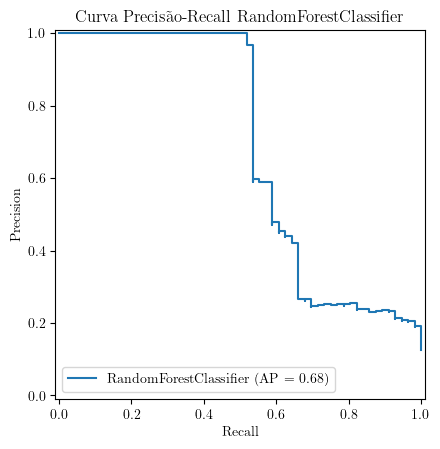 Curva Precisão-Recall RandomForestClassifier
1.0
0.8
0.6
0.4
0.2
0.0
Precision
RandomForestClassifier (AP = 0.68)
0.0 0.2 0.4 0.6 0.8 1.0
Recall